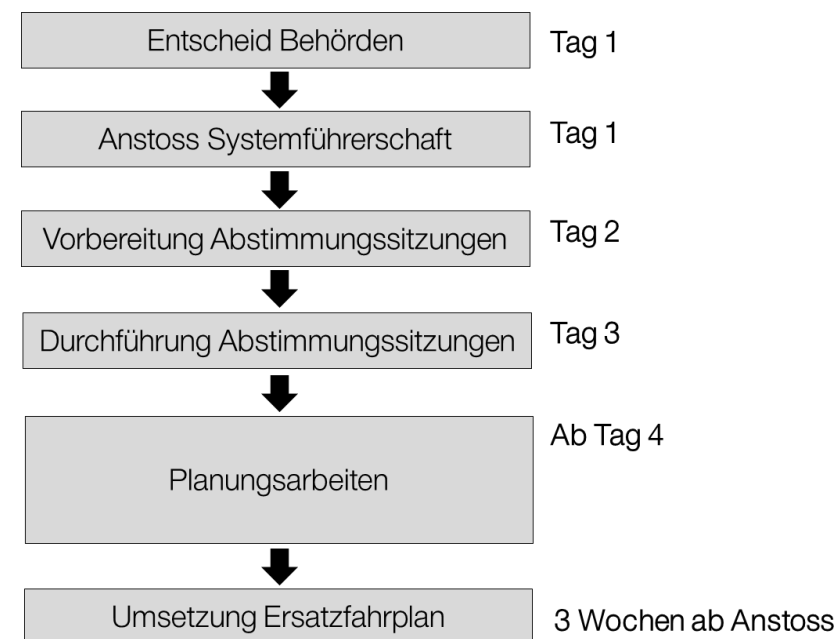 Entscheid Behörden
Tag 1
Anstoss Systemführerschaft
Tag 1
Vorbereitung Abstimmungssitzungen
Tag 2
Durchführung Abstimmungssitzungen
Tag 3
Planungsarbeiten
Ab Tag 4
Umsetzung Ersatzfahrplan
3 Wochen ab Anstoss